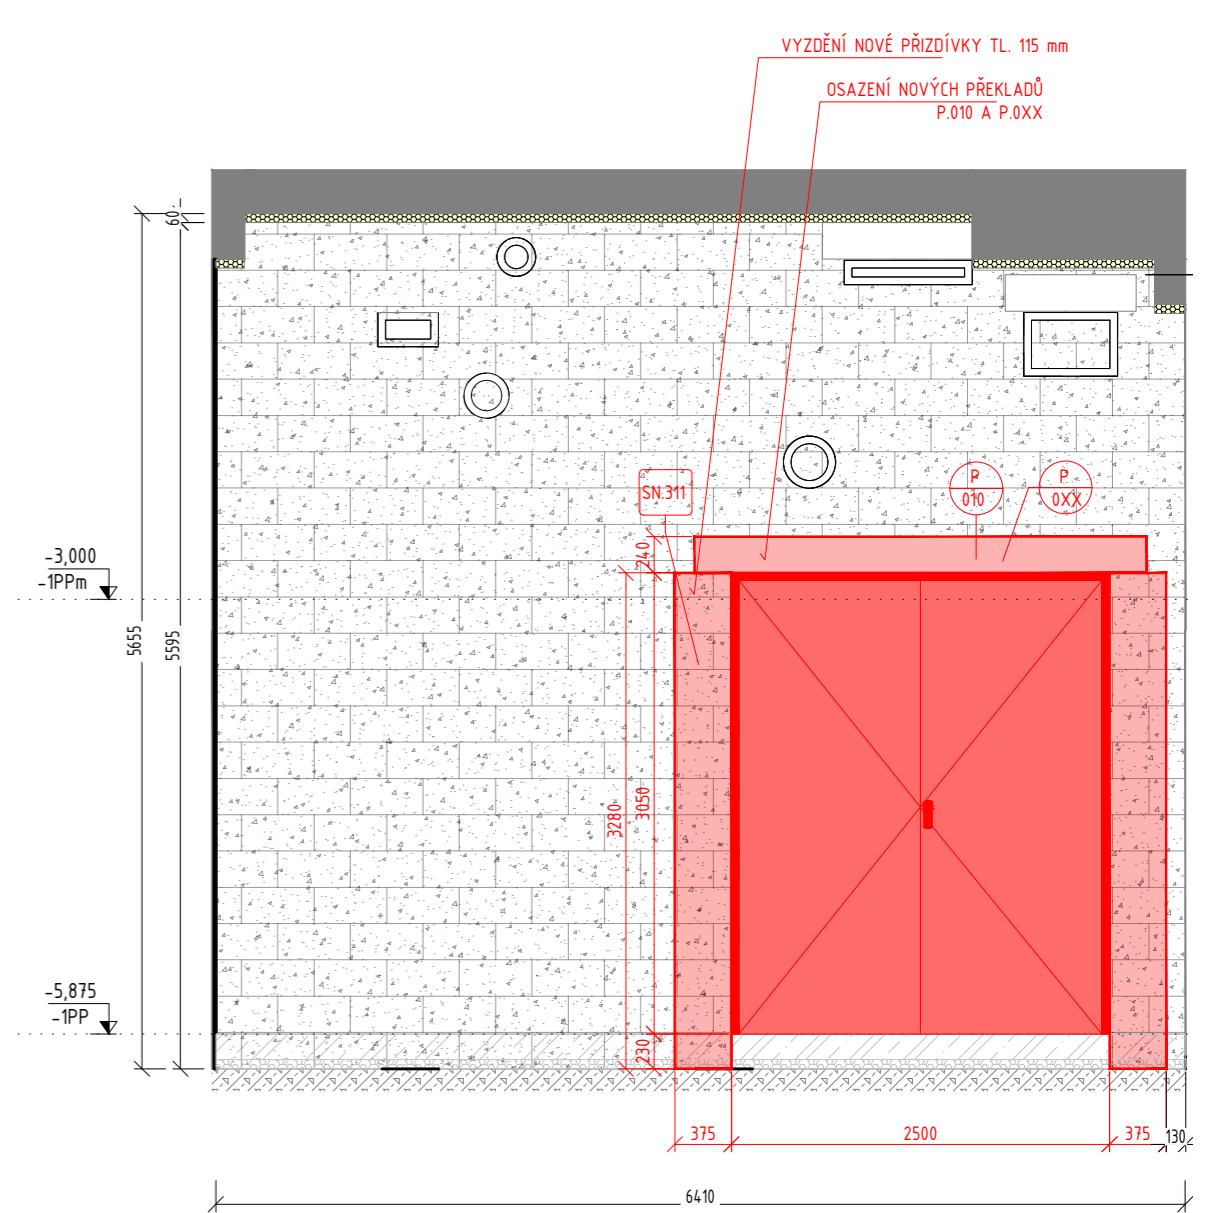 VYZDĚNÍ NOVÉ PŘIZDÍVKY TL. 115 mm
OSAZENÍ NOVÝCH PŘEKLADŮ
P.010 A P.0XX
60
SN.311
P
010
P
0XX
240
-3,000
-1PPm
5655
5595
3280
3050
-5,875
-1PP
230
375
2500
375
130
6410